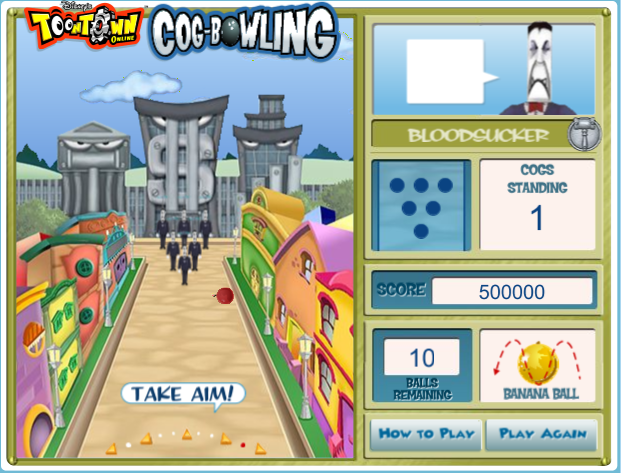 Disney's
TOONTOWN
ONLINE
COG-BOWLING
BLOODSUCKER
COGS
STANDING
1
SCORE
500000
10
BALLS
REMAINING
BANANA BALL
TAKE AIM!
HOW TO PLAY
PLAY AGAIN